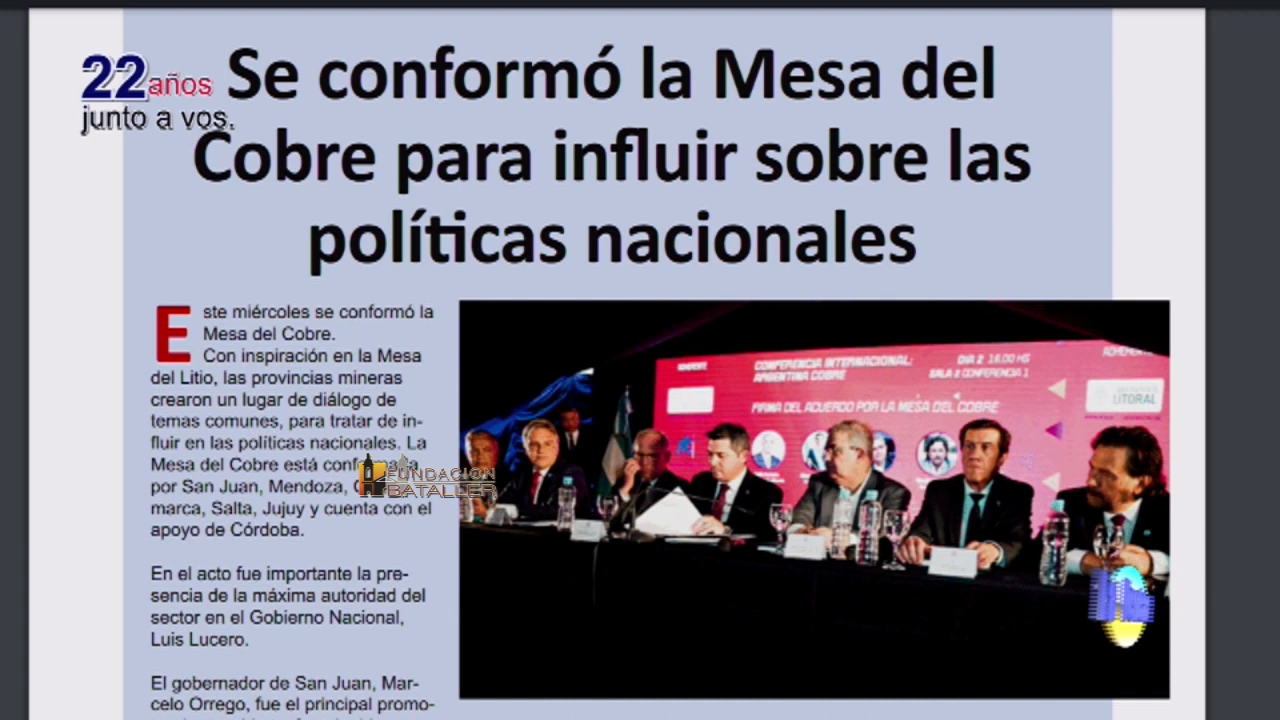 22 años
junto a vos.
Se conformó la Mesa del
Cobre para influir sobre las
políticas nacionales
Este miércoles se conformó la
Mesa del Cobre.
Con inspiración en la Mesa
del Litio, las provincias mineras
crearon un lugar de diálogo de
temas comunes, para tratar de in-
fluir en las políticas nacionales. La
Mesa del Cobre está
por San Juan, Mendoza,
marca, Salta, Jujuy y cuenta con el
apoyo de Córdoba.
En el acto fue importante la pre-
sencia de la máxima autoridad del
sector en el Gobierno Nacional,
Luis Lucero.
El gobernador de San Juan, Mar-
celo Orrego, fue el principal promo-
FUNDACION
BATALLER
CONFERENCIA INTERNACIONAL:
ARGENTINA COBRE
DIA 2 16.00 HS
SALA 2 CONFERENCIA 1
FIRMA DEL ACUERDO POR LA MESA DEL COBRE
LITORAL